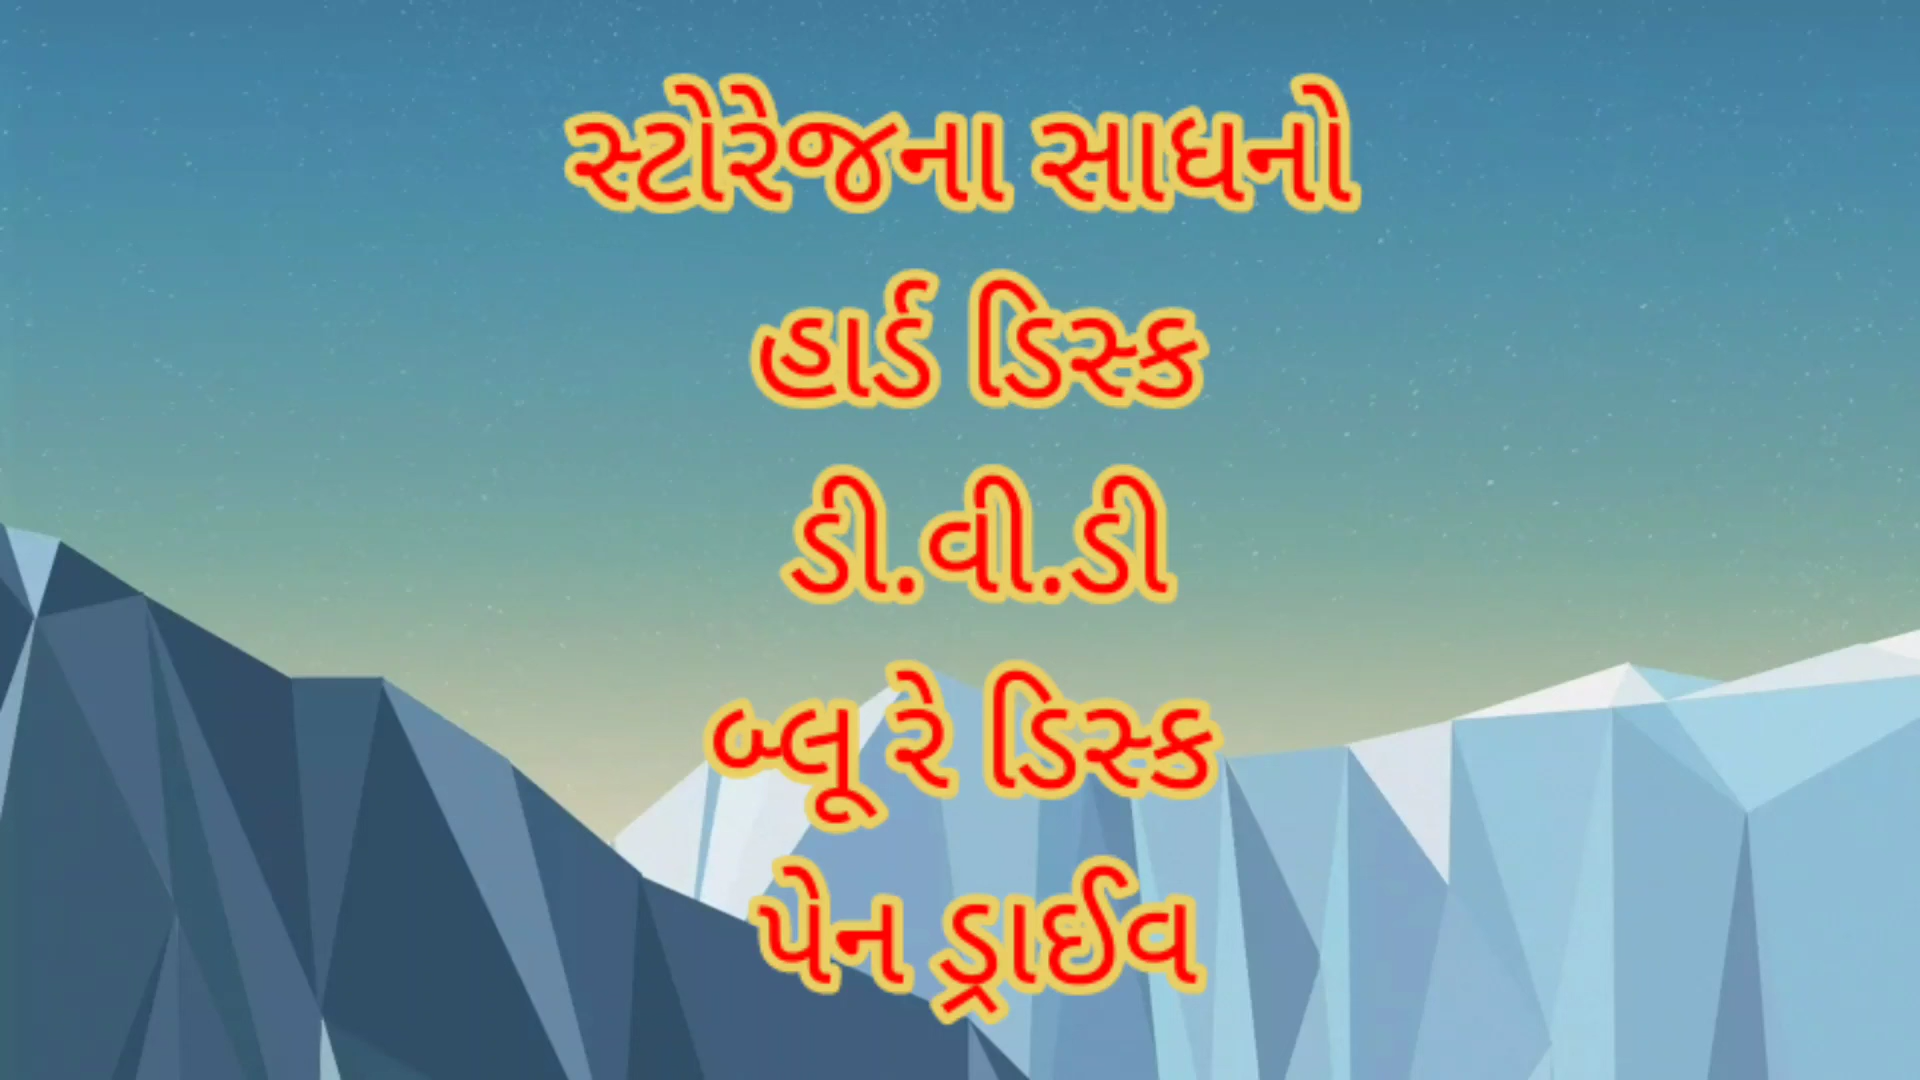 સ્ટોરેજના સાધનો
હાર્ડ ડિસ્ક
ડી.વી.ડી
બ્લૂ રે ડિસ્ક
પેન ડ્રાઈવ